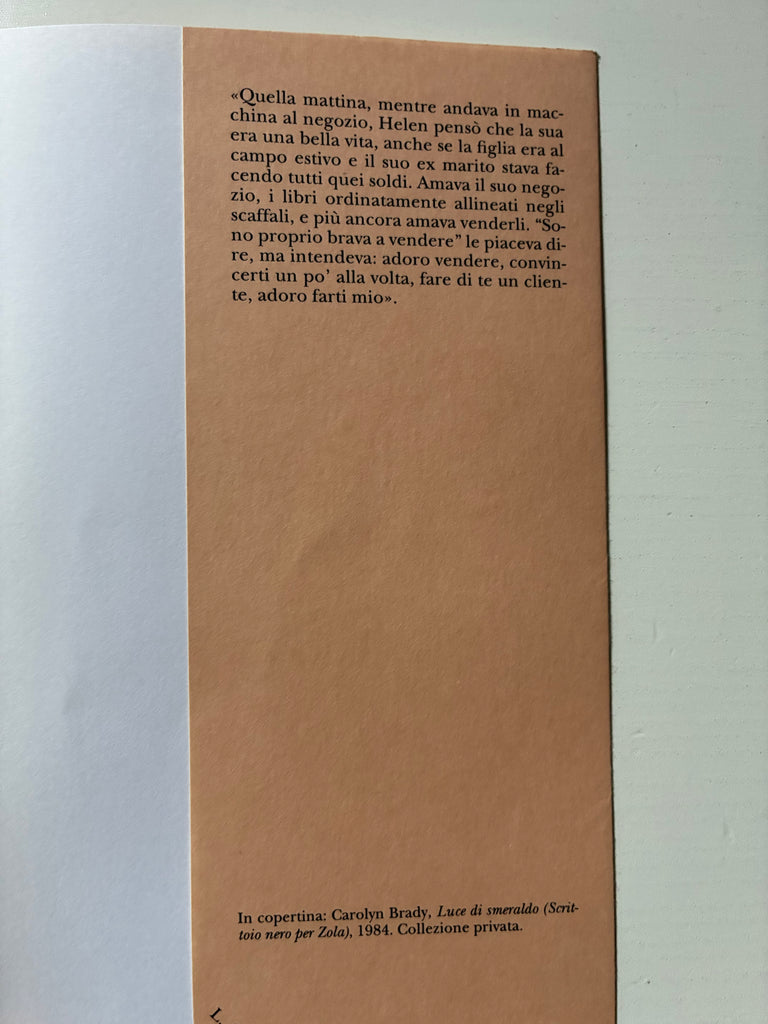 «Quella mattina, mentre andava in mac-
china al negozio, Helen pensò che la sua
era una bella vita, anche se la figlia era al
campo estivo e il suo ex marito stava fa-
cendo tutti quei soldi. Amava il suo nego-
zio, i libri ordinatamente allineati negli
scaffali, e più ancora amava venderli. “So-
no proprio brava a vendere” le piaceva di-
re, ma intendeva: adoro vendere, convin-
certi un po’ alla volta, fare di te un clien-
te, adoro farti mio».
In copertina: Carolyn Brady, Luce di smeraldo (Scrit-
toio nero per Zola), 1984. Collezione privata.